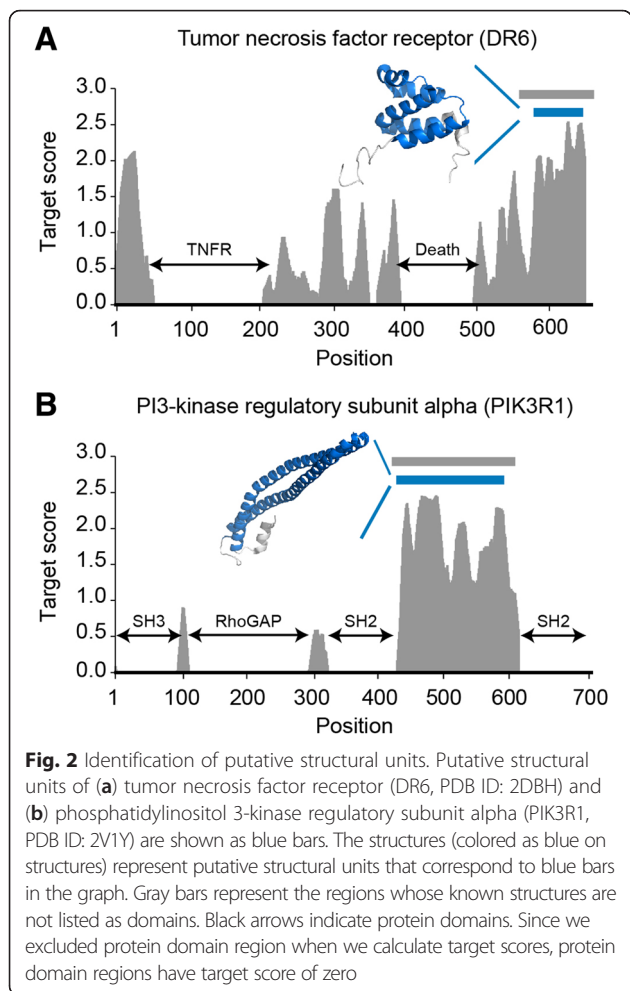 A
Tumor necrosis factor receptor (DR6)
Target score
3.0
2.5
2.0
1.5
1.0
0.5
0.0
TNFR
Death
1 100 200 300 400 500 600
Position
B
PI3-kinase regulatory subunit alpha (PIK3R1)
Target score
3.0
2.5
2.0
1.5
1.0
0.5
0.0
SH3 RhoGAP SH2 SH2
1 100 200 300 400 500 600 700
Position
Fig. 2 Identification of putative structural units. Putative structural
units of (a) tumor necrosis factor receptor (DR6, PDB ID: 2DBH) and
(b) phosphatidylinositol 3-kinase regulatory subunit alpha (PIK3R1,
PDB ID: 2V1Y) are shown as blue bars. The structures (colored as blue on
structures) represent putative structural units that correspond to blue bars
in the graph. Gray bars represent the regions whose known structures are
not listed as domains. Black arrows indicate protein domains. Since we
excluded protein domain region when we calculate target scores, protein
domain regions have target score of zero